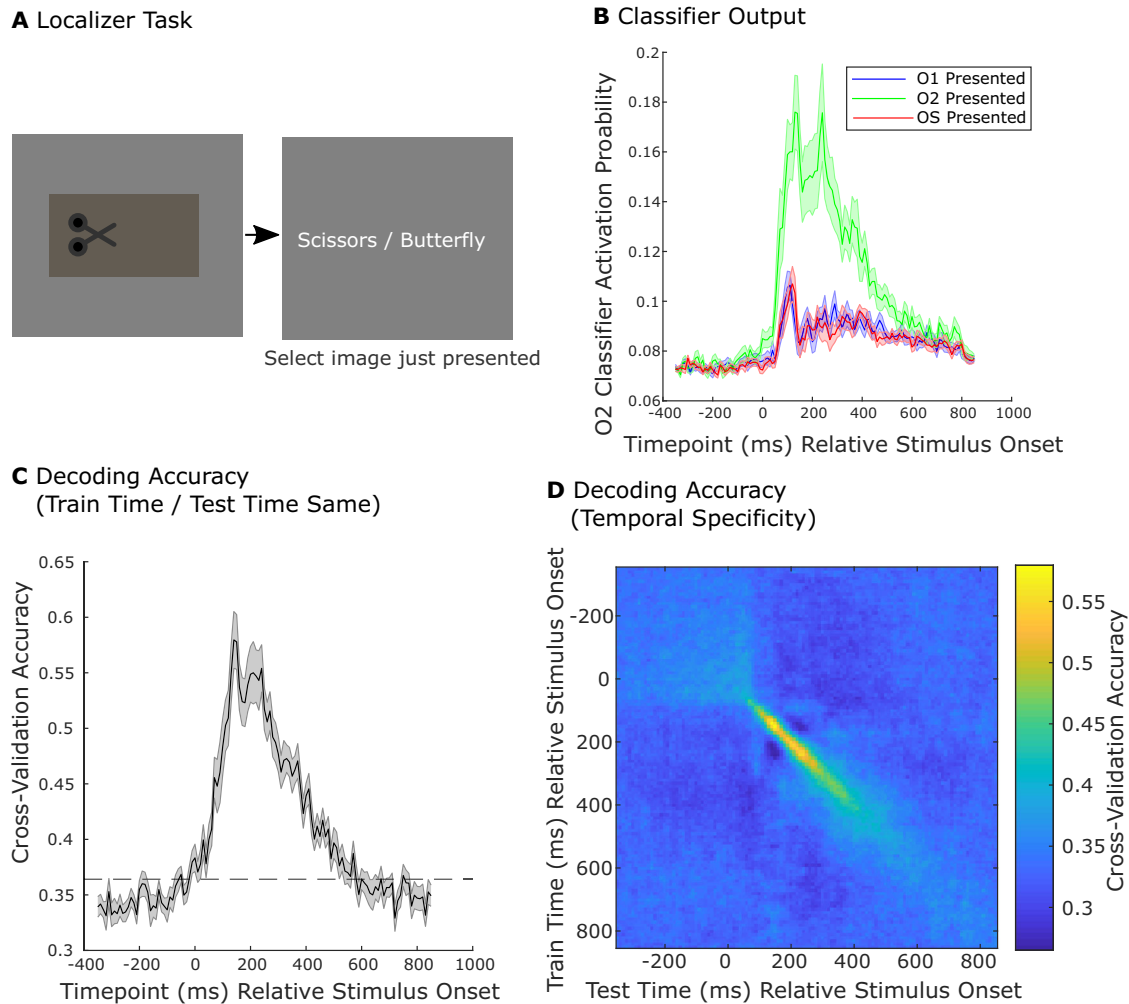 A Localizer Task
Scissors / Butterfly
Select image just presented
B Classifier Output
O2 Classifier Activation Proability
0.2
0.18
0.16
0.14
0.12
0.1
0.08
0.06
O1 Presented
O2 Presented
OS Presented
-400 -200 0 200 400 600 800 1000
Timepoint (ms) Relative Stimulus Onset
C Decoding Accuracy
(Train Time / Test Time Same)
Cross-Validation Accuracy
0.65
0.6
0.55
0.5
0.45
0.4
0.35
0.3
-400 -200 0 200 400 600 800 1000
Timepoint (ms) Relative Stimulus Onset
D Decoding Accuracy
(Temporal Specificity)
Train Time (ms) Relative Stimulus Onset
-200
0
200
400
600
800
-200 0 200 400 600 800
Test Time (ms) Relative Stimulus Onset
0.55
0.5
0.45
0.4
0.35
0.3
Cross-Validation Accuracy